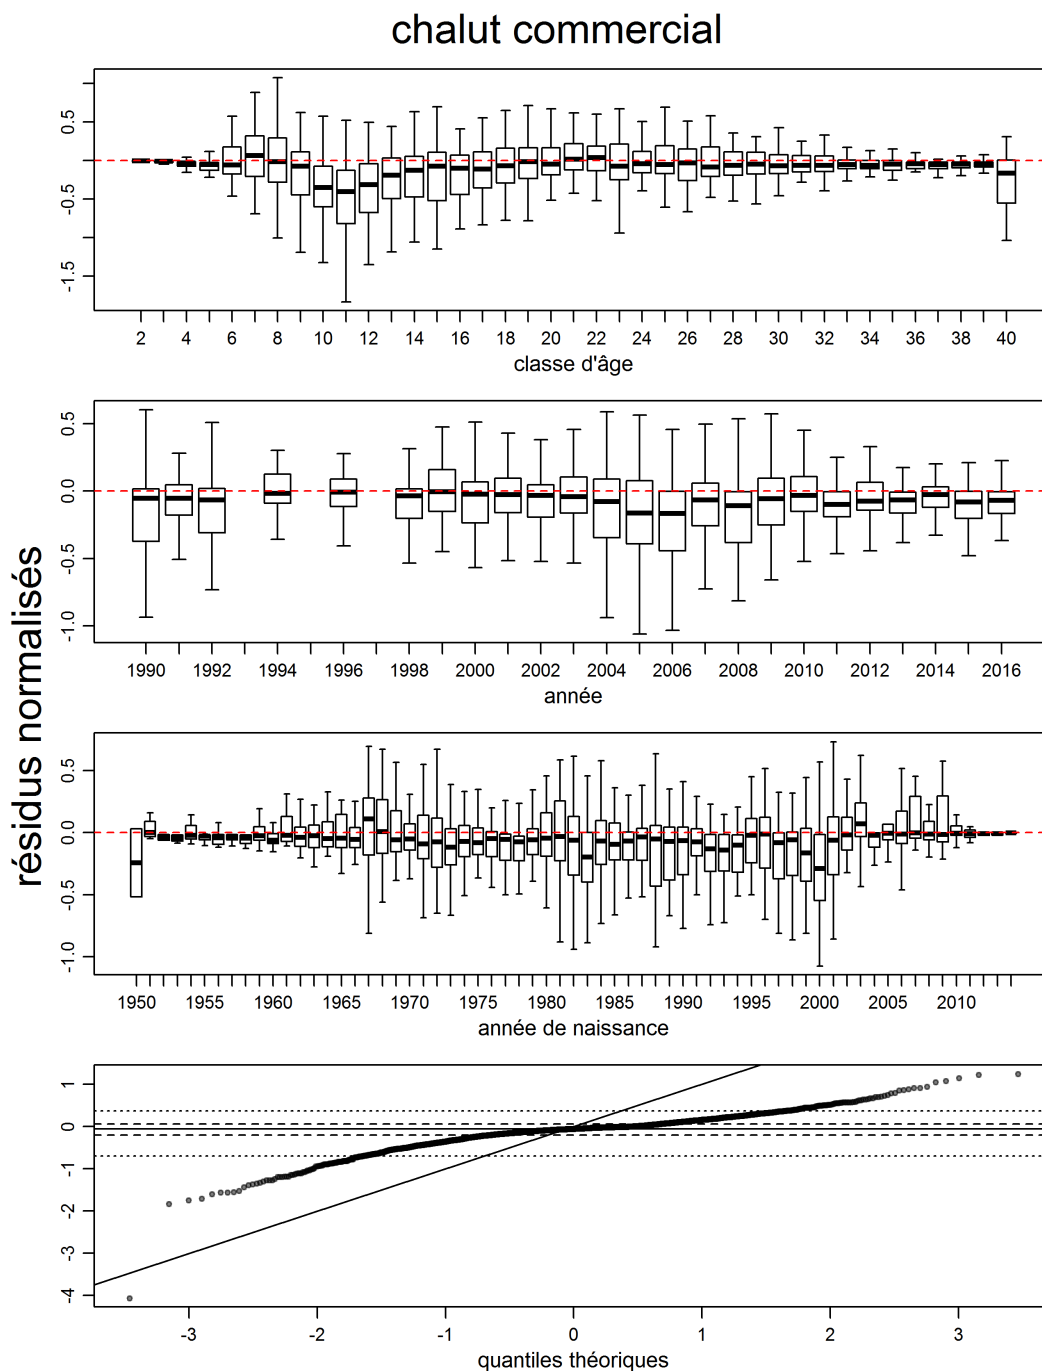 chalut commercial
résidus normalisés
0.5
-0.5
-1.5
2 4 6 8 10 12 14 16 18 20 22 24 26 28 30 32 34 36 38 40
classe d'âge
0.5
0.0
-0.5
-1.0
1990 1992 1994 1996 1998 2000 2002 2004 2006 2008 2010 2012 2014 2016
année
0.5
0.0
-0.5
-1.0
1950 1955 1960 1965 1970 1975 1980 1985 1990 1995 2000 2005 2010
année de naissance
1
0
-1
-2
-3
-4
-3 -2 -1 0 1 2 3
quantiles théoriques